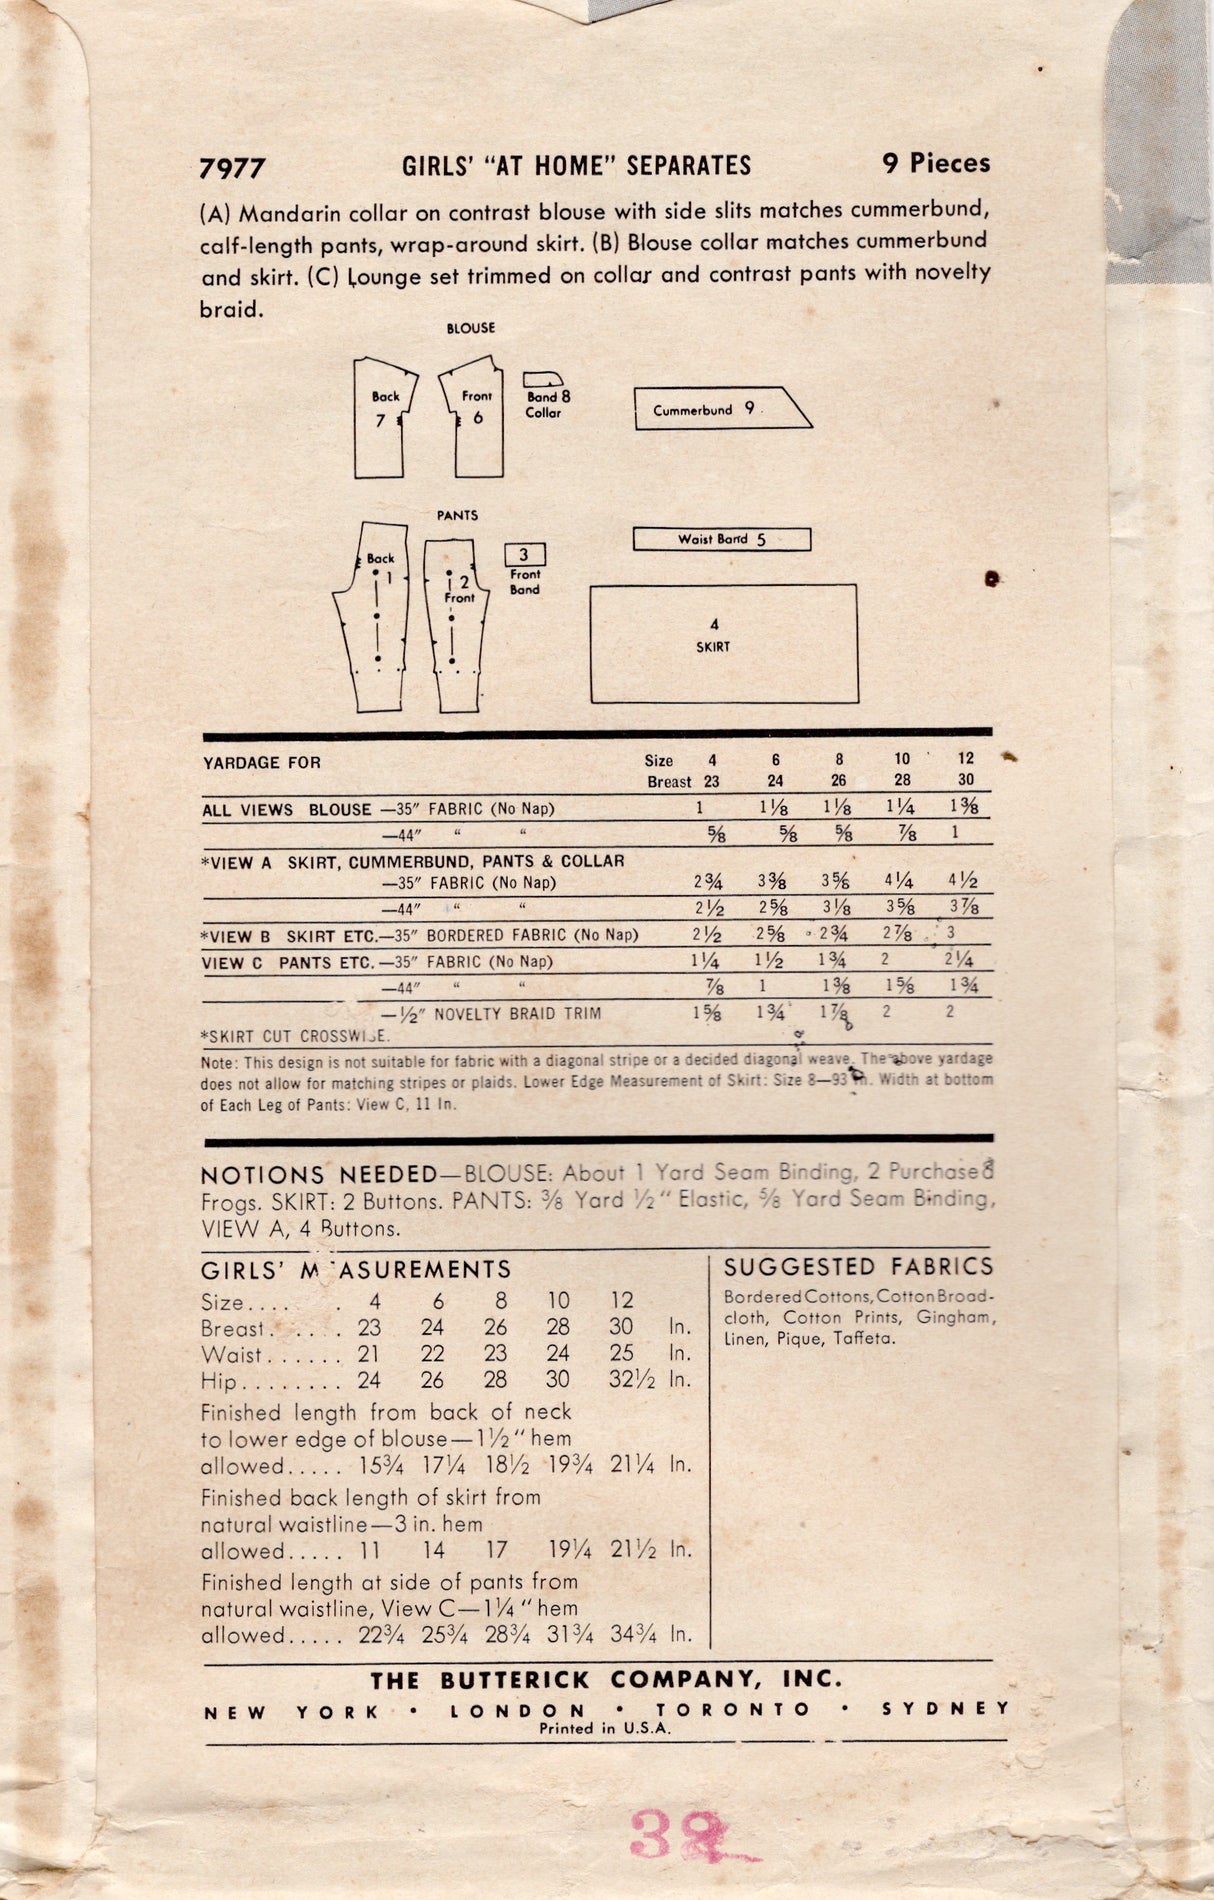 7977 GIRLS' "AT HOME" SEPARATES 9 Pieces
(A) Mandarin collar on contrast blouse with side slits matches cummerbund,
calf-length pants, wrap-around skirt. (B) Blouse collar matches cummerbund
and skirt. (C) Lounge set trimmed on collar and contrast pants with novelty
braid.
BLOUSE
Back
7
Front
6
Band 8
Collar
Cummerbund 9
PANTS
Back
1
2
Front
3
Front
Band
Waist Band 5
4
SKIRT
YARDAGE FOR Size 4 6 8 10 12
Breast 23 24 26 28 30
ALL VIEWS BLOUSE —35" FABRIC (No Nap) 1 1⅛ 1⅛ 1¼ 1⅜
—44" " " ⅝ ⅝ ⅝ ⅞ 1
*VIEW A SKIRT, CUMMERBUND, PANTS & COLLAR
—35" FABRIC (No Nap) 2¾ 3⅜ 3⅝ 4¼ 4½
—44" " " 2½ 2⅝ 3⅛ 3⅝ 3⅞
*VIEW B SKIRT ETC.—35" BORDERED FABRIC (No Nap) 2½ 2⅝ 2¾ 2⅞ 3
VIEW C PANTS ETC.—35" FABRIC (No Nap) 1¼ 1½ 1¾ 2 2¼
—44" " " ⅞ 1 1⅜ 1⅝ 1¾
—½" NOVELTY BRAID TRIM 1⅝ 1¾ 1⅞ 2 2
*SKIRT CUT CROSSWISE.
Note: This design is not suitable for fabric with a diagonal stripe or a decided diagonal weave. The above yardage
does not allow for matching stripes or plaids. Lower Edge Measurement of Skirt: Size 8—93 In. Width at bottom
of Each Leg of Pants: View C, 11 In.
NOTIONS NEEDED—BLOUSE: About 1 Yard Seam Binding, 2 Purchased
Frogs. SKIRT: 2 Buttons. PANTS: ⅜ Yard ½" Elastic, ⅝ Yard Seam Binding,
VIEW A, 4 Buttons.
GIRLS' MEASUREMENTS
Size.... . 4 6 8 10 12
Breast. .... 23 24 26 28 30 In.
Waist...... 21 22 23 24 25 In.
Hip........ 24 26 28 30 32½ In.
Finished length from back of neck
to lower edge of blouse—1½" hem
allowed..... 15¾ 17¼ 18½ 19¾ 21¼ In.
Finished back length of skirt from
natural waistline—3 in. hem
allowed..... 11 14 17 19¼ 21½ In.
Finished length at side of pants from
natural waistline, View C—1¼" hem
allowed..... 22¾ 25¾ 28¾ 31¾ 34¾ In.
SUGGESTED FABRICS
Bordered Cottons, Cotton Broad-
cloth, Cotton Prints, Gingham,
Linen, Pique, Taffeta.
THE BUTTERICK COMPANY, INC.
NEW YORK • LONDON • TORONTO • SYDNEY
Printed in U.S.A.